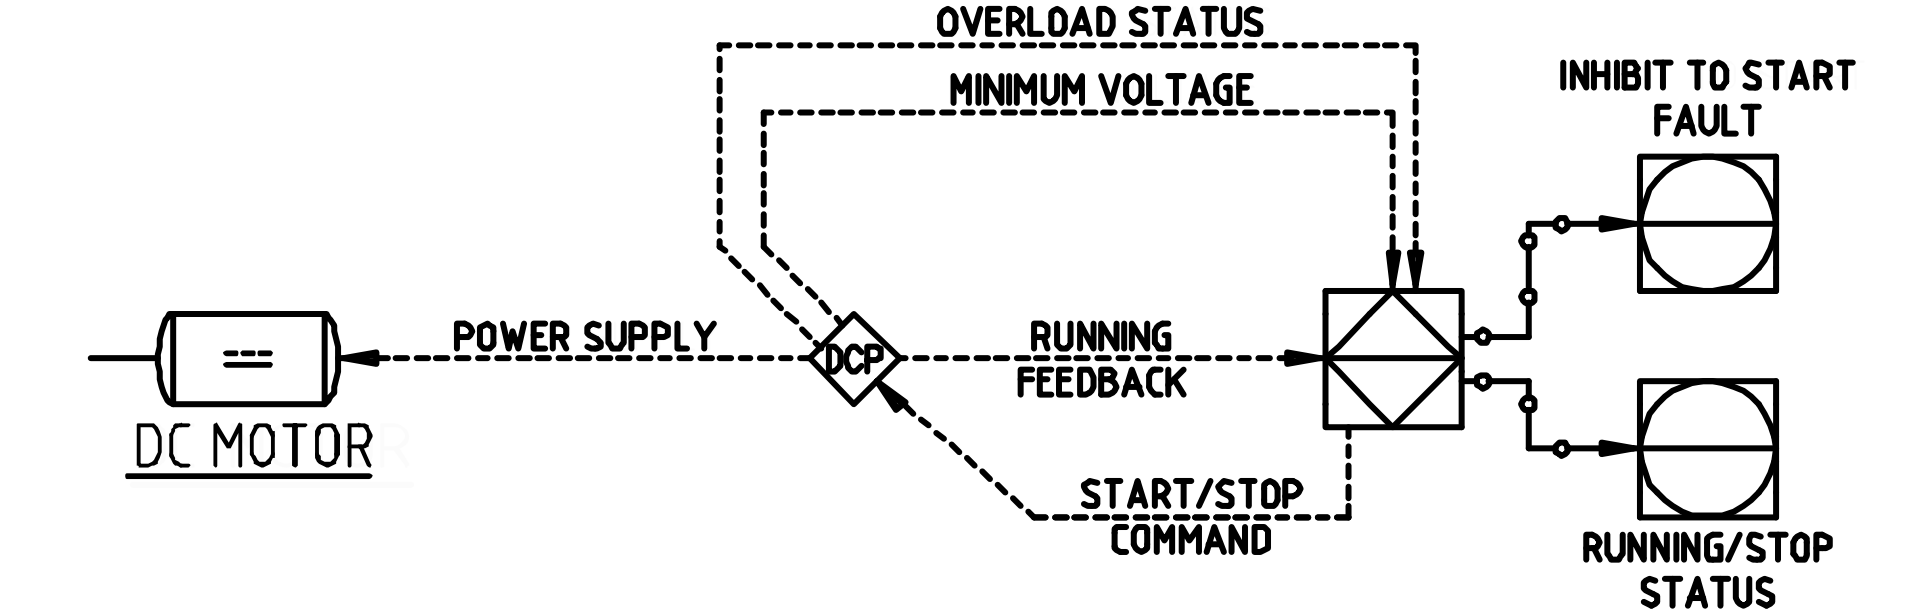 OVERLOAD STATUS
MINIMUM VOLTAGE
INHIBIT TO START
FAULT
POWER SUPPLY
DCP
RUNNING
FEEDBACK
DC MOTOR
START/STOP
COMMAND
RUNNING/STOP
STATUS